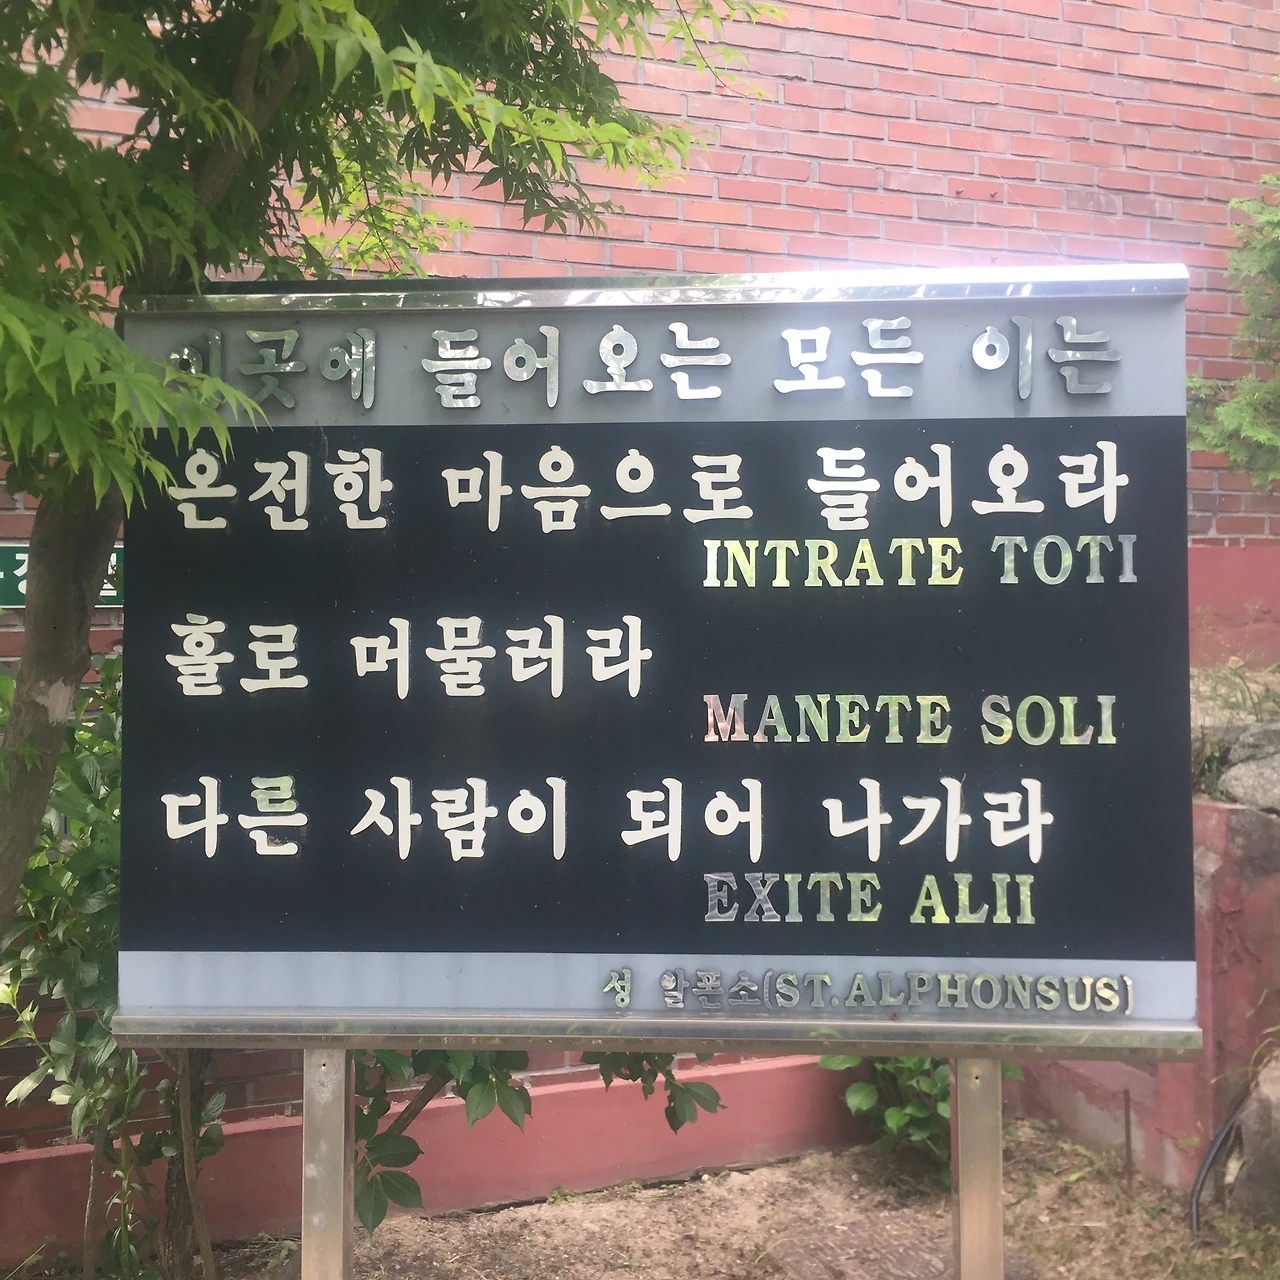 이곳에 들어오는 모든 이는
온전한 마음으로 들어오라
INTRATE TOTI
홀로 머물러라
MANETE SOLI
다른 사람이 되어 나가라
EXITE ALII
성 알폰소(ST.ALPHONSUS)